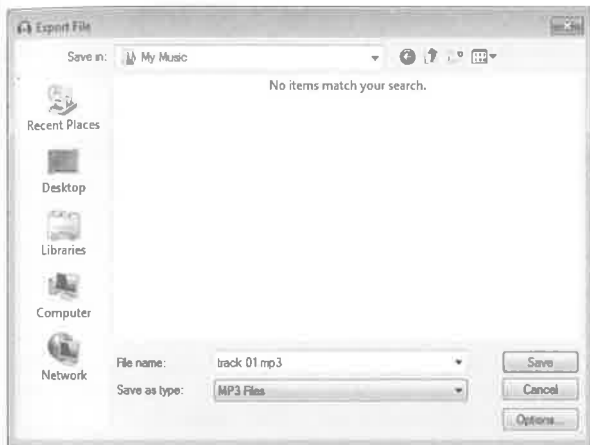 Export File
Save in: My Music
No items match your search.
Recent Places
Desktop
Libraries
Computer
Network
File name: track 01 mp3
Save as type: MP3 Files
Save
Cancel
Options...